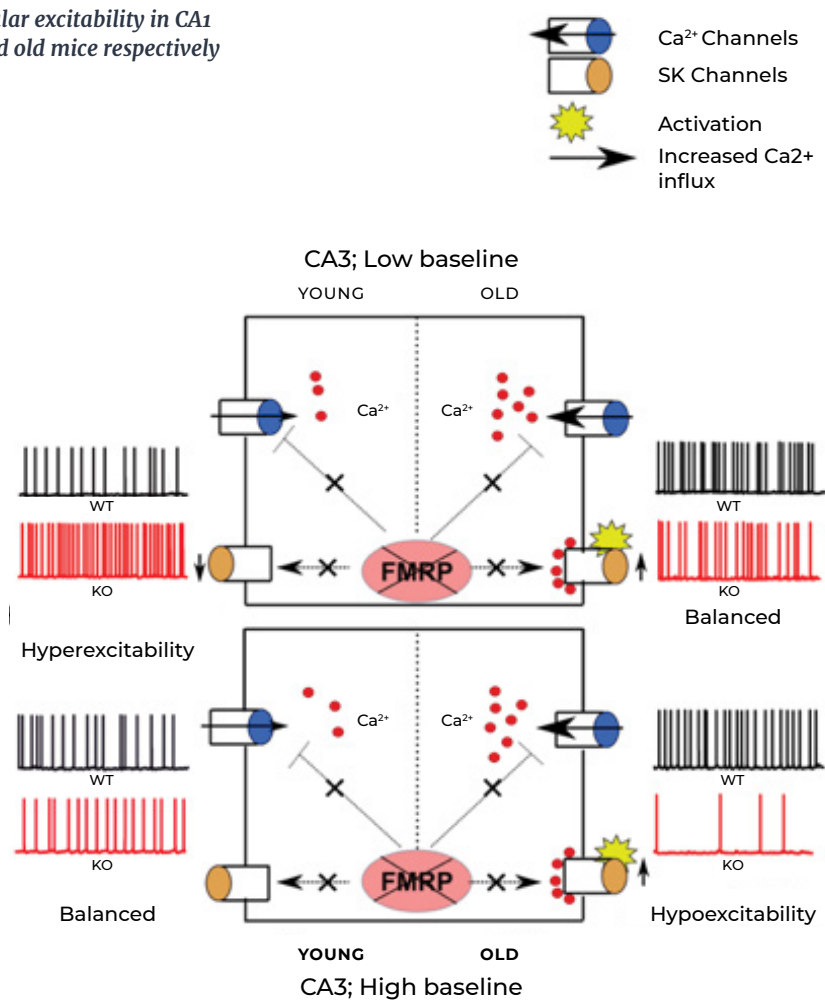 lar excitability in CA1
d old mice respectively
Ca²⁺ Channels
SK Channels
Activation
Increased Ca2+
influx
CA3; Low baseline
YOUNG OLD
Ca²⁺ Ca²⁺
WT WT
FMRP
KO KO
Balanced
Hyperexcitability
Ca²⁺ Ca²⁺
WT WT
KO KO
FMRP
Balanced Hypoexcitability
YOUNG OLD
CA3; High baseline